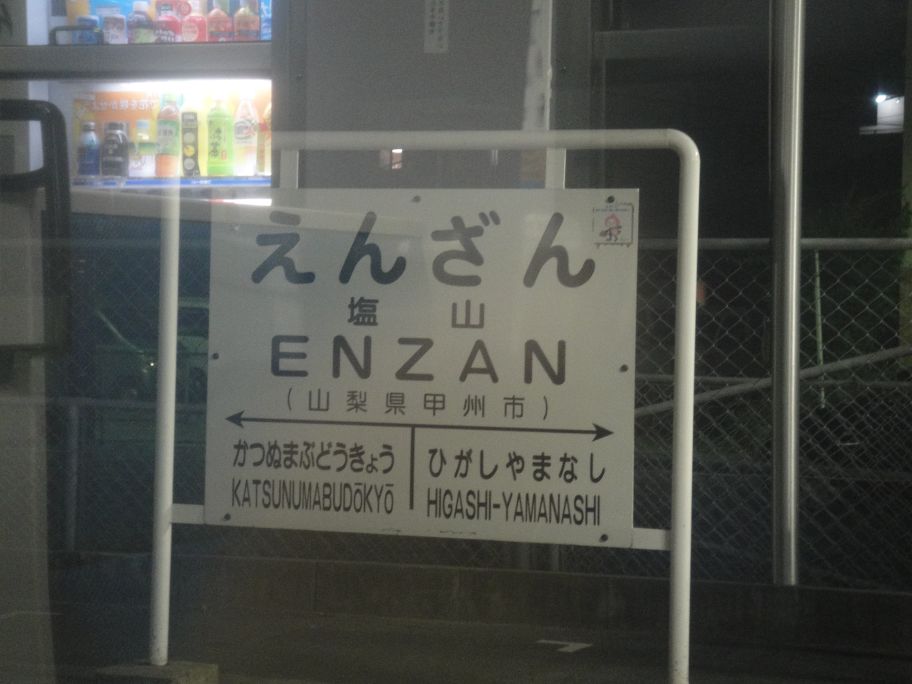 えんざん
塩山
ENZAN
(山梨県甲州市)
かつぬまぶどうきょう
KATSUNUMABUDŌKYŌ
ひがしやまなし
HIGASHI-YAMANASHI